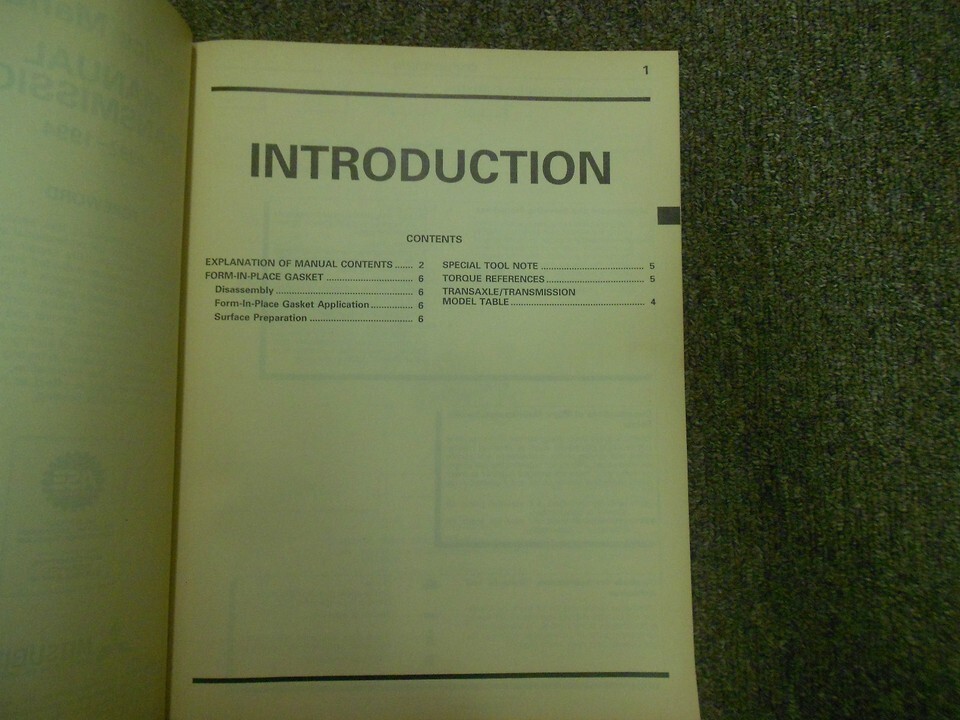 1
INTRODUCTION
CONTENTS
EXPLANATION OF MANUAL CONTENTS ....... 2
FORM-IN-PLACE GASKET .............................. 6
Disassembly ................................................ 6
Form-In-Place Gasket Application .............. 6
Surface Preparation .................................... 6
SPECIAL TOOL NOTE .................................... 5
TORQUE REFERENCES .................................. 5
TRANSAXLE/TRANSMISSION
MODEL TABLE ............................................... 4